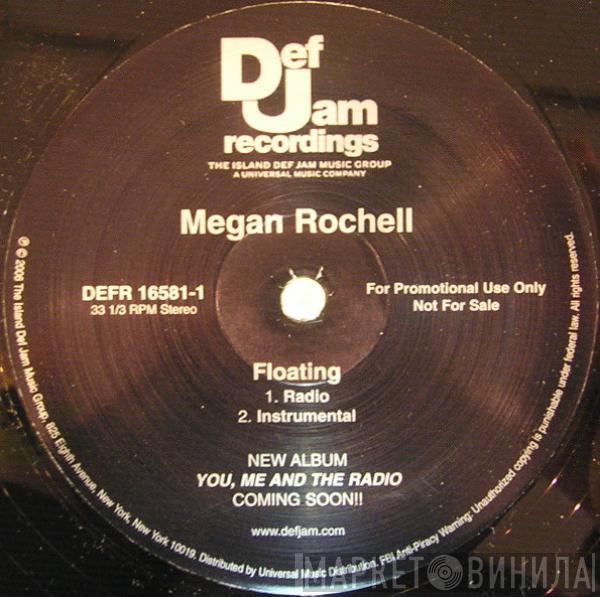 Def Jam
recordings
THE ISLAND DEF JAM MUSIC GROUP
A UNIVERSAL MUSIC COMPANY
Megan Rochell
DEFR 16581-1
33 1/3 RPM Stereo
For Promotional Use Only
Not For Sale
Floating
1. Radio
2. Instrumental
NEW ALBUM
YOU, ME AND THE RADIO
COMING SOON!!
www.defjam.com
℗ © 2006 The Island Def Jam Music Group, 825 Eighth Avenue, New York, New York 10019. Distributed by Universal Music Distribution. FBI Anti-Piracy Warning: Unauthorized copying is punishable under federal law. All rights reserved.
МАРКЕТ ВИНИЛА